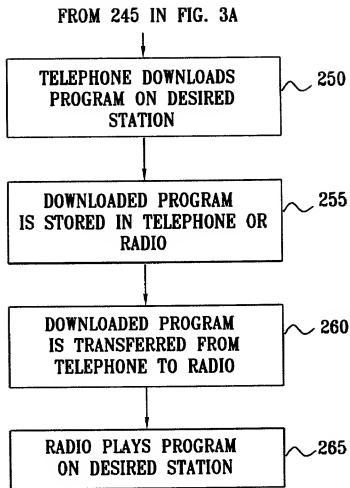 FROM 245 IN FIG. 3A
TELEPHONE DOWNLOADS
PROGRAM ON DESIRED
STATION
250
DOWNLOADED PROGRAM
IS STORED IN TELEPHONE OR
RADIO
255
DOWNLOADED PROGRAM
IS TRANSFERRED FROM
TELEPHONE TO RADIO
260
RADIO PLAYS PROGRAM
ON DESIRED STATION
265